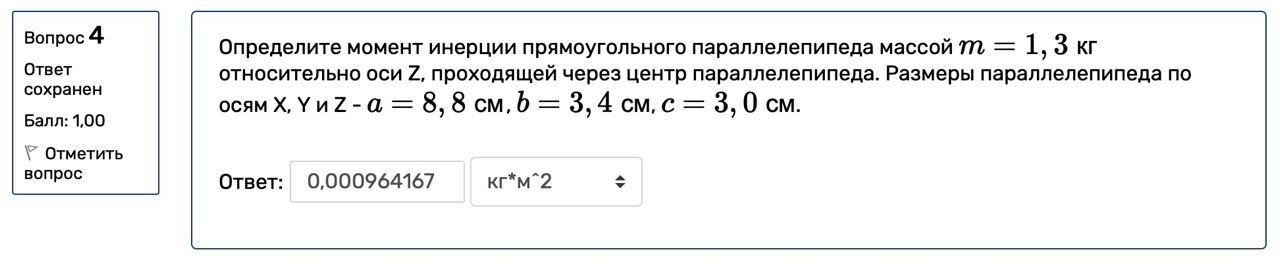 Вопрос 4
Ответ
сохранен
Балл: 1,00
Отметить
вопрос
Определите момент инерции прямоугольного параллелепипеда массой m = 1, 3 кг
относительно оси Z, проходящей через центр параллелепипеда. Размеры параллелепипеда по
осям X, Y и Z - a = 8, 8 см, b = 3, 4 см, c = 3, 0 см.
Ответ: 0,000964167 кг*м^2